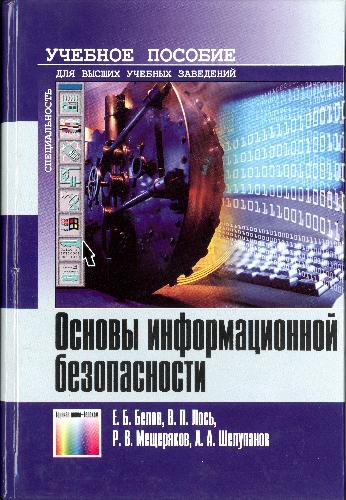 УЧЕБНОЕ ПОСОБИЕ
ДЛЯ ВЫСШИХ УЧЕБНЫХ ЗАВЕДЕНИЙ
СПЕЦИАЛЬНОСТЬ
Основы информационной
безопасности
Е. Б. Белов, В. П. Лось,
Р. В. Мещеряков, А. А. Шелупанов